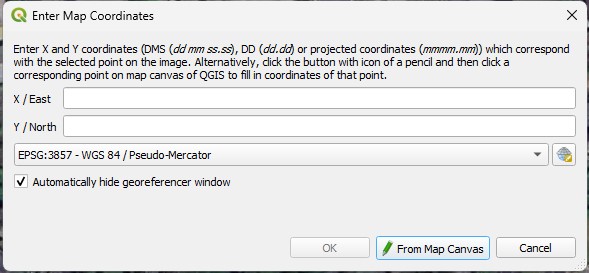 Enter Map Coordinates
Enter X and Y coordinates (DMS (dd mm ss.ss), DD (dd.dd) or projected coordinates (mmmm.mm)) which correspond
with the selected point on the image. Alternatively, click the button with icon of a pencil and then click a
corresponding point on map canvas of QGIS to fill in coordinates of that point.
X / East
Y / North
EPSG:3857 - WGS 84 / Pseudo-Mercator
Automatically hide georeferencer window
OK From Map Canvas Cancel